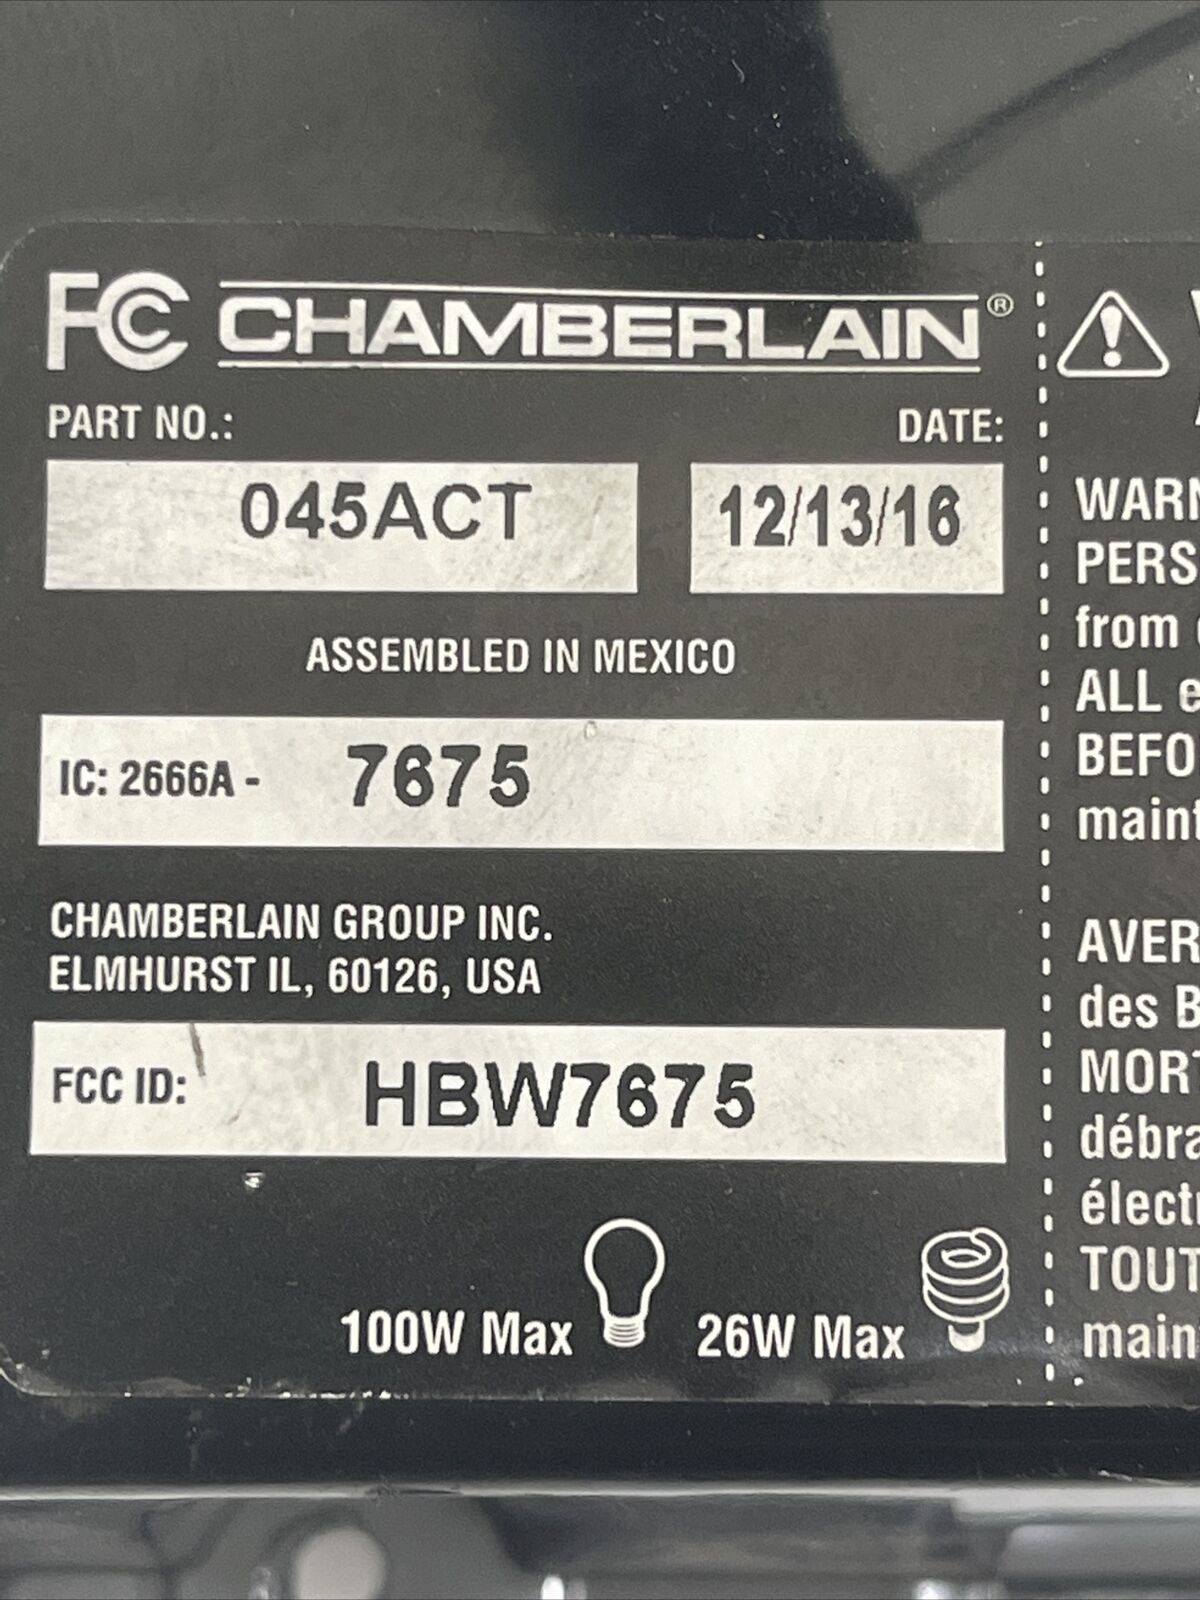 FC CHAMBERLAIN®
PART NO.: DATE:
045ACT 12/13/16
ASSEMBLED IN MEXICO
IC: 2666A - 7675
CHAMBERLAIN GROUP INC.
ELMHURST IL, 60126, USA
FCC ID: HBW7675
100W Max 26W Max
WARN
PERS
from
ALL e
BEFO
maint
AVER
des B
MORT
débra
électr
TOUT
main